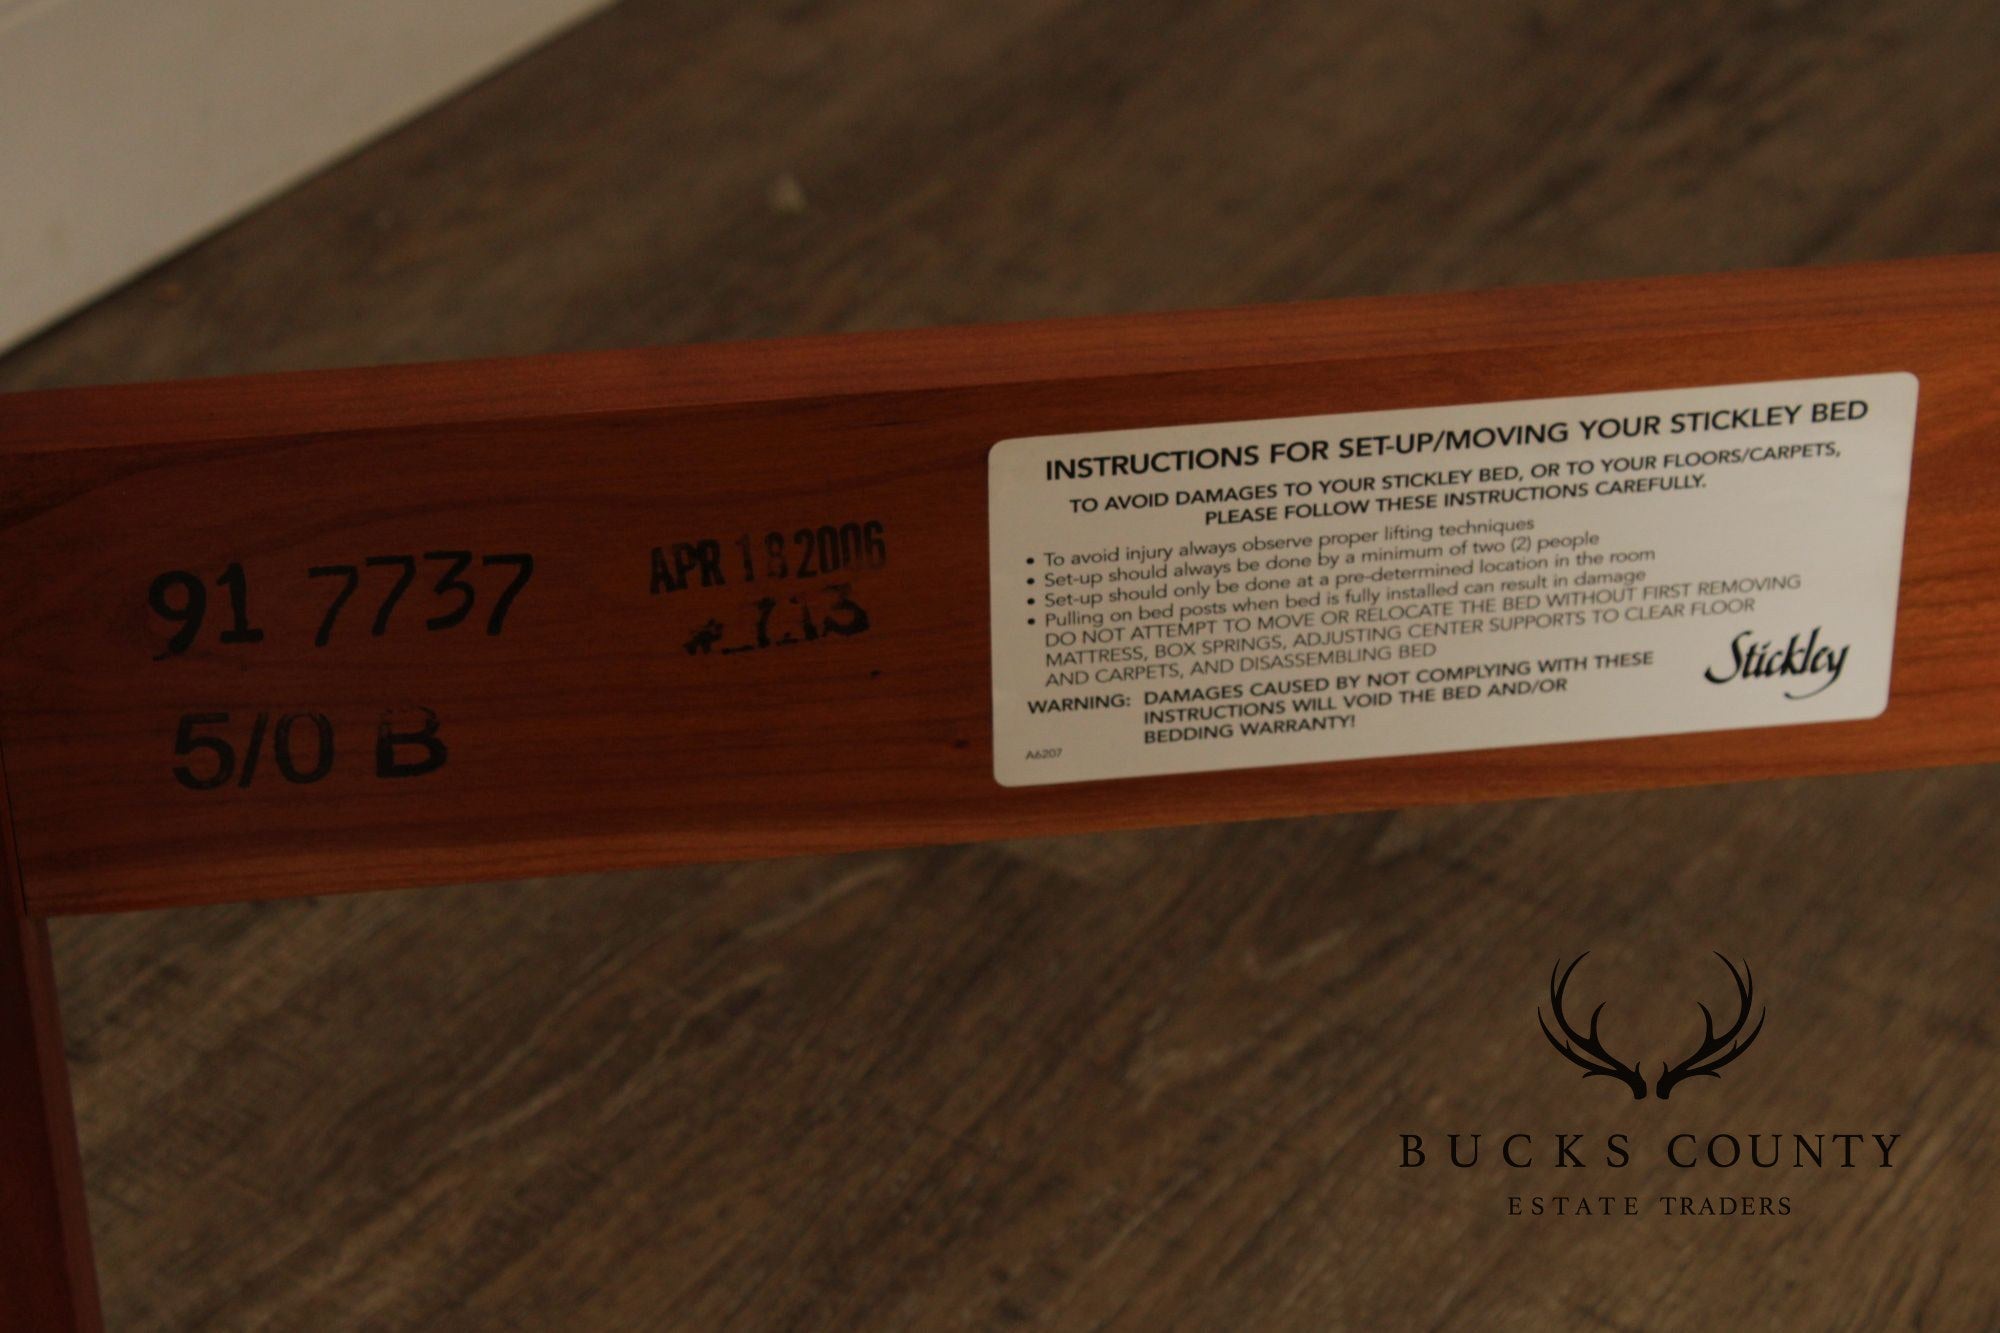 91 7737
5/0 B
APR 18 2006
INSTRUCTIONS FOR SET-UP/MOVING YOUR STICKLEY BED
TO AVOID DAMAGES TO YOUR STICKLEY BED, OR TO YOUR FLOORS/CARPETS,
PLEASE FOLLOW THESE INSTRUCTIONS CAREFULLY.
• To avoid injury always observe proper lifting techniques
• Set-up should always be done by a minimum of two (2) people
• Set-up should only be done at a pre-determined location in the room
• Pulling on bed posts when bed is fully installed can result in damage
DO NOT ATTEMPT TO MOVE OR RELOCATE THE BED WITHOUT FIRST REMOVING
MATTRESS, BOX SPRINGS, ADJUSTING CENTER SUPPORTS TO CLEAR FLOOR
AND CARPETS, AND DISASSEMBLING BED
WARNING: DAMAGES CAUSED BY NOT COMPLYING WITH THESE
INSTRUCTIONS WILL VOID THE BED AND/OR
BEDDING WARRANTY!
Stickley
A6207
BUCKS COUNTY
ESTATE TRADERS